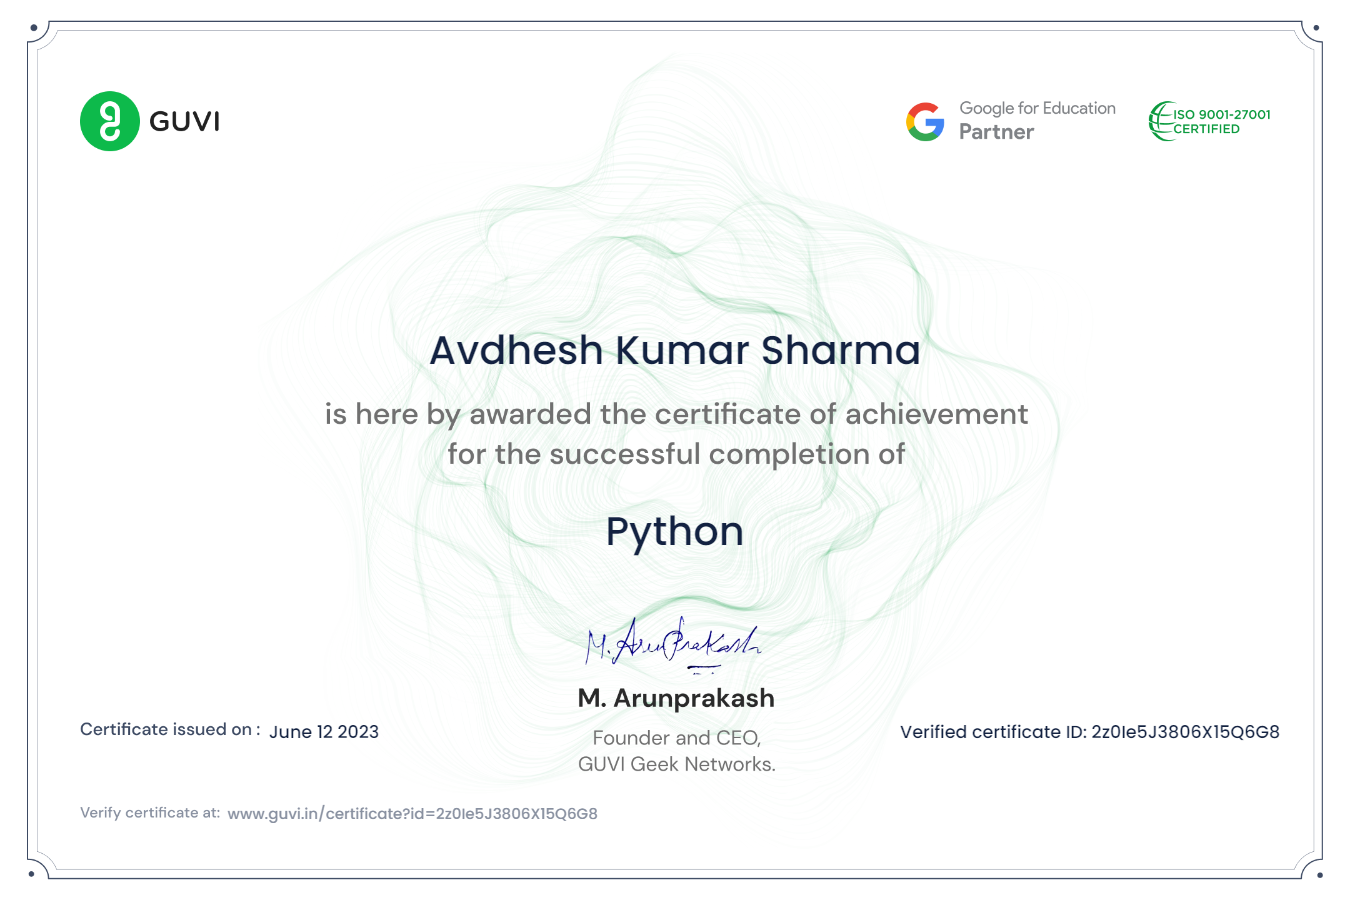 GUVI
Google for Education
Partner
ISO 9001-27001
CERTIFIED
Avdhesh Kumar Sharma
is here by awarded the certificate of achievement
for the successful completion of
Python
M. Arunprakash
M. Arunprakash
Founder and CEO,
GUVI Geek Networks.
Certificate issued on : June 12 2023
Verified certificate ID: 2z0Ie5J3806X15Q6G8
Verify certificate at: www.guvi.in/certificate?id=2z0Ie5J3806X15Q6G8